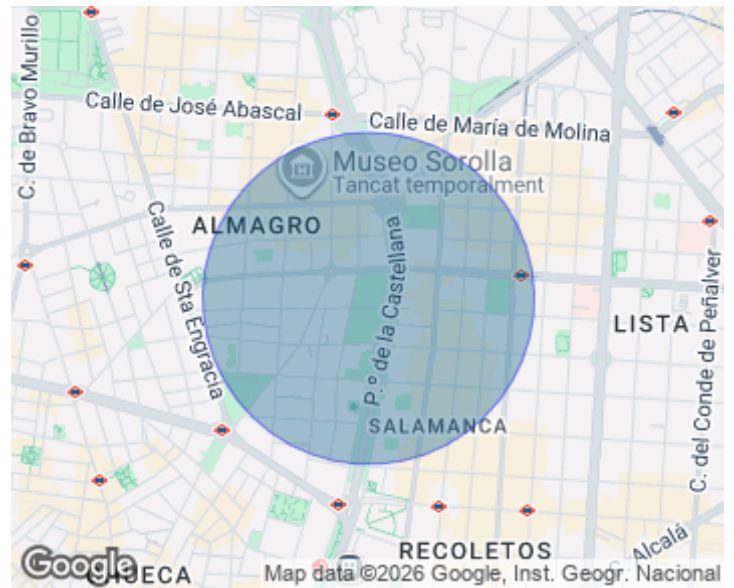 C. de Bravo Murillo
Calle de José Abascal
Calle de María de Molina
Museo Sorolla
Tancat temporalment
ALMAGRO
Calle de Sta Engracia
P.º de la Castellana
LISTA
C. del Conde de Peñalver
SALAMANCA
RECOLETOS
Alcalá
Google
CHUECA
Map data ©2026 Google, Inst. Geogr. Nacional